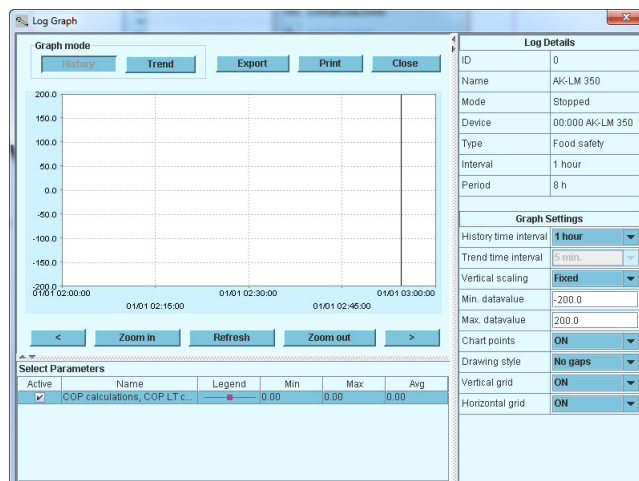 Log Graph
Graph mode
History
Trend
Export
Print
Close
200.0
150.0
100.0
50.0
0.0
-50.0
-100.0
-150.0
-200.0
01/01 02:00:00
01/01 02:15:00
01/01 02:30:00
01/01 02:45:00
01/01 03:00:00
<
Zoom in
Refresh
Zoom out
>
Select Parameters
Active Name Legend Min Max Avg
COP calculations, COP LT c... 0.00 0.00 0.00
Log Details
ID 0
Name AK-LM 350
Mode Stopped
Device 00:000 AK-LM 350
Type Food safety
Interval 1 hour
Period 8 h
Graph Settings
History time interval 1 hour
Trend time interval 5 min.
Vertical scaling Fixed
Min. datavalue -200.0
Max. datavalue 200.0
Chart points ON
Drawing style No gaps
Vertical grid ON
Horizontal grid ON